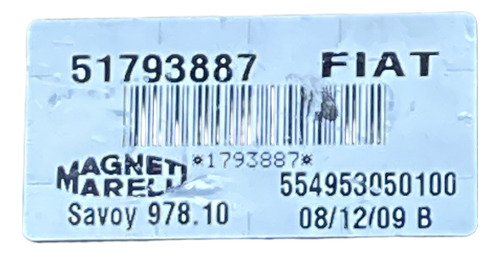 51793887 FIAT
*1793887*
MAGNETI
MARELLI
554953050100
Savoy 978.10
08/12/09 B